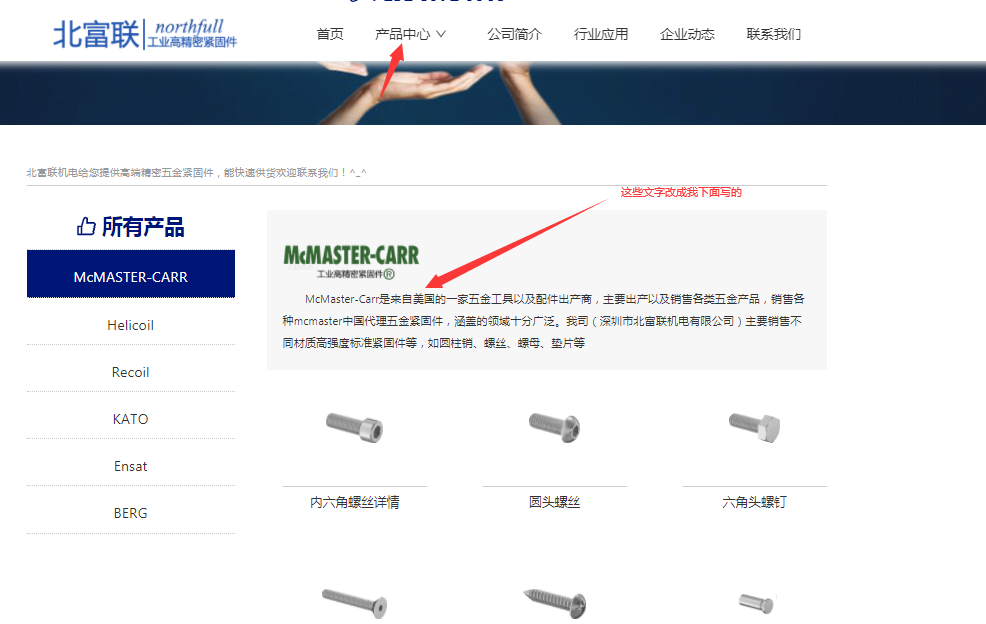 北富联 northfull
工业高精密紧固件
首页 产品中心 公司简介 行业应用 企业动态 联系我们
北富联机电给您提供高端精密五金紧固件，能快速供货欢迎联系我们！^_^
这些文字改成我下面写的
所有产品
McMASTER-CARR
Helicoil
Recoil
KATO
Ensat
BERG
McMASTER-CARR
工业高精密紧固件®
McMaster-Carr是来自美国的一家五金工具以及配件出产商，主要出产以及销售各类五金产品，销售各
种mcmaster中国代理五金紧固件，涵盖的领域十分广泛。我司（深圳市北富联机电有限公司）主要销售不
同材质高强度标准紧固件等，如圆柱销、螺丝、螺母、垫片等
内六角螺丝详情 圆头螺丝 六角头螺钉